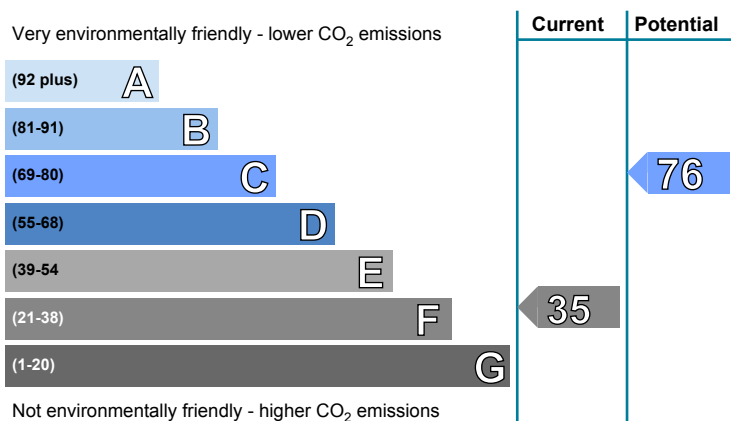 Current Potential
Very environmentally friendly - lower CO2 emissions
(92 plus) A
(81-91) B
(69-80) C 76
(55-68) D
(39-54 E
(21-38) F 35
(1-20) G
Not environmentally friendly - higher CO2 emissions